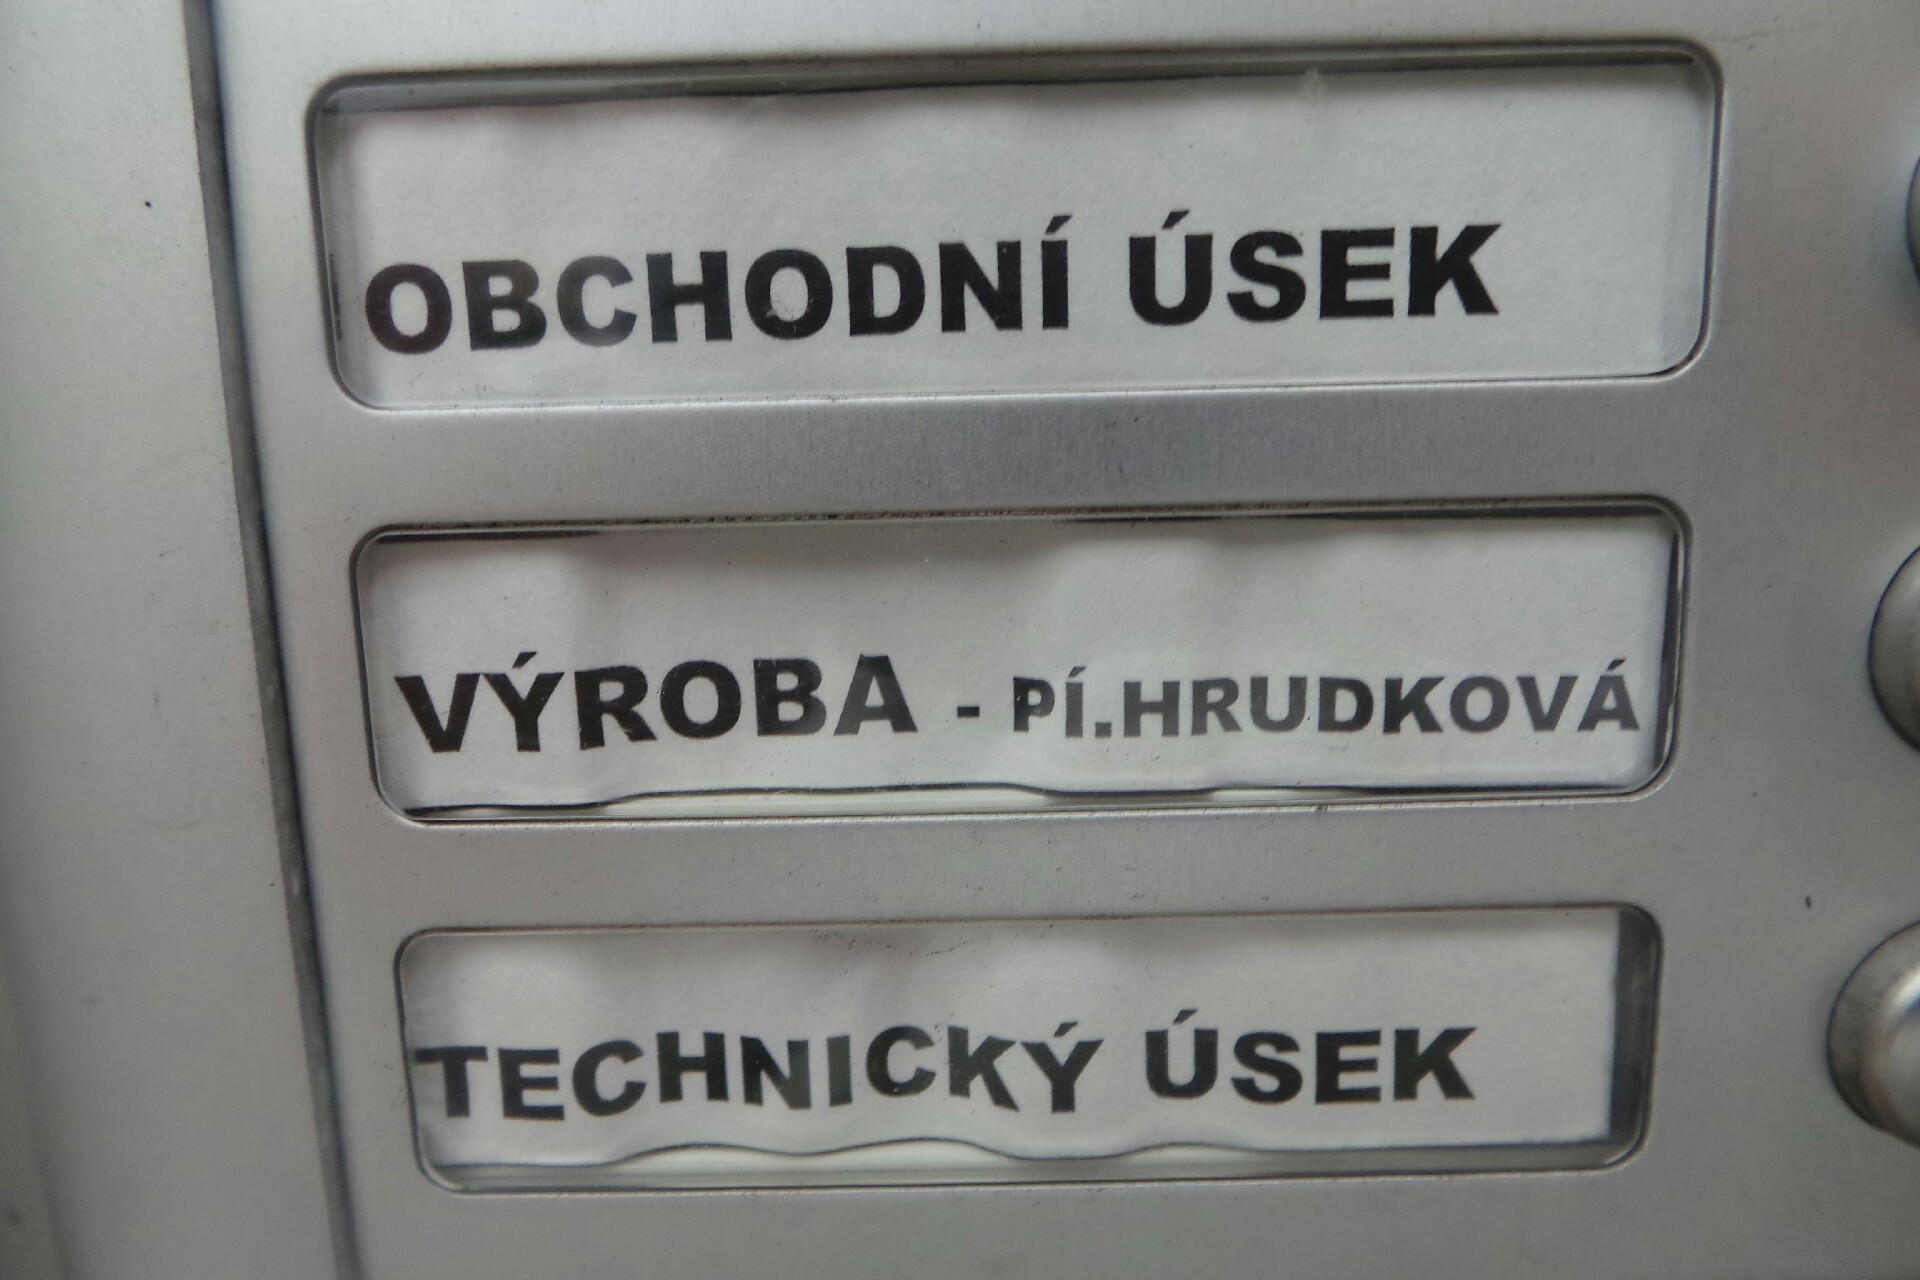 OBCHODNÍ ÚSEK
VÝROBA - PÍ.HRUDKOVÁ
TECHNICKÝ ÚSEK